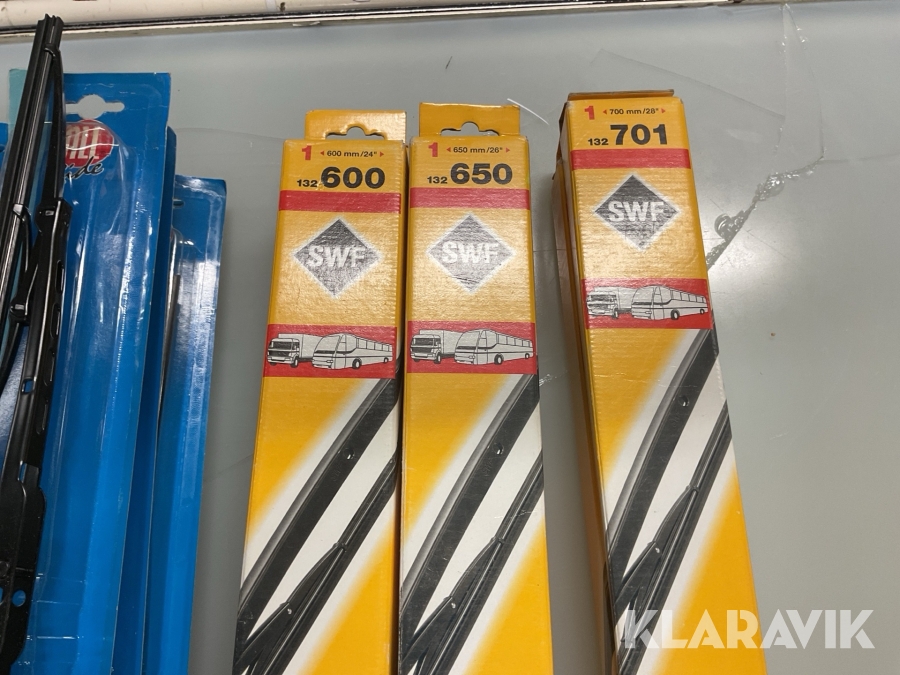 1 ◄ 600 mm/24" ►
132 600
SWF
1 ◄ 650 mm/26" ►
132 650
SWF
1 ◄ 700 mm/28" ►
132 701
SWF
KLARAVIK